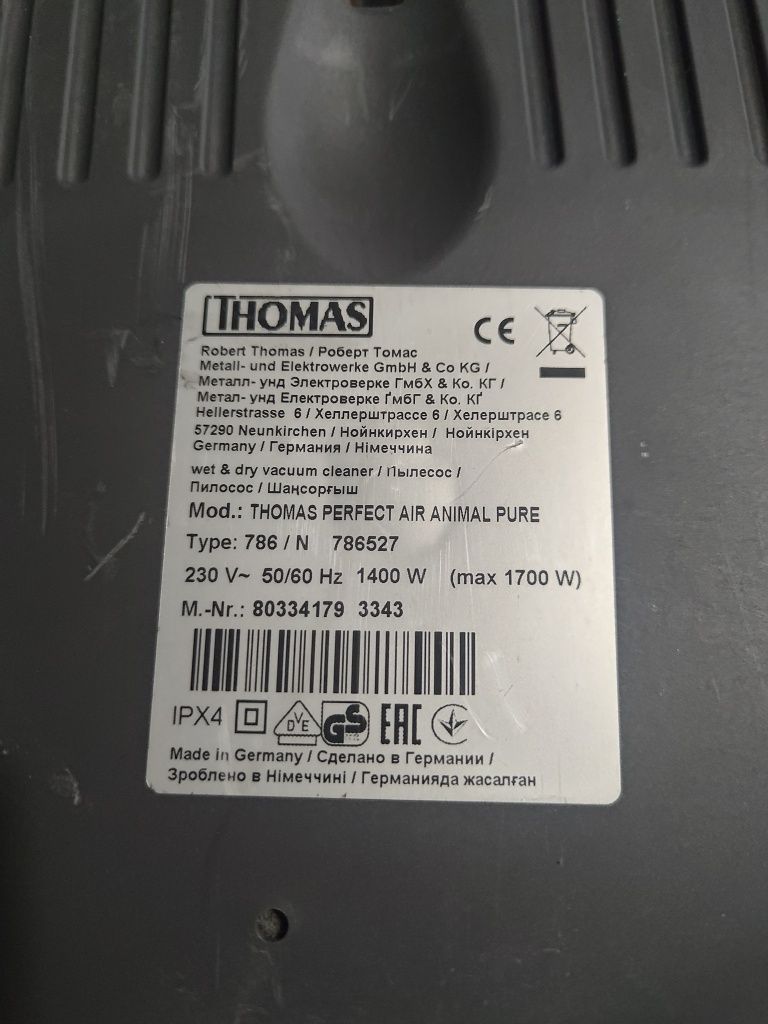 THOMAS
CE
Robert Thomas / Роберт Томас
Metall- und Elektrowerke GmbH & Co KG /
Металл- унд Электроверке ГмбХ & Ко. КГ /
Метал- унд Електроверке ҐмбГ & Ко. КҐ
Hellerstrasse 6 / Хеллерштрассе 6 / Хелерштрасе 6
57290 Neunkirchen / Нойнкирхен / Нойнкірхен
Germany / Германия / Німеччина
wet & dry vacuum cleaner / Пылесос /
Пилосос / Шаңсорғыш
Mod.: THOMAS PERFECT AIR ANIMAL PURE
Type: 786 / N 786527
230 V~ 50/60 Hz 1400 W (max 1700 W)
M.-Nr.: 80334179 3343
IPX4 DVE GS EAC
Made in Germany / Сделано в Германии /
Зроблено в Німеччині / Германияда жасалған